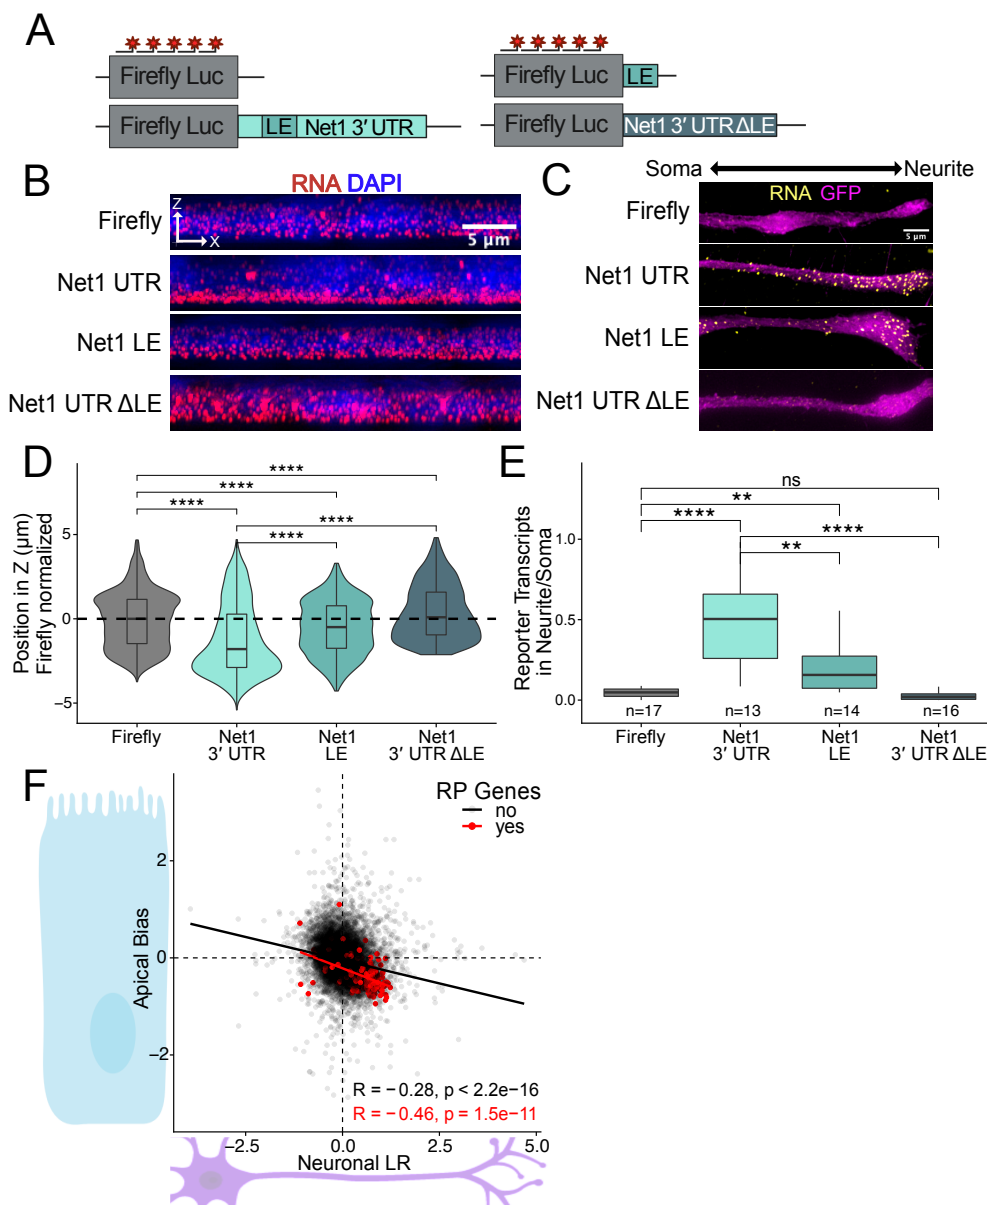 A
Firefly Luc
Firefly Luc LE Net1 3′ UTR
Firefly Luc LE
Firefly Luc Net1 3′ UTR ΔLE
B
RNA DAPI
Firefly
Z
X
5 μm
Net1 UTR
Net1 LE
Net1 UTR ΔLE
C
Soma Neurite
RNA GFP
Firefly
5 μm
Net1 UTR
Net1 LE
Net1 UTR ΔLE
D
Position in Z (μm)
Firefly normalized
5
0
−5
****
****
****
****
****
Firefly
Net1
3′ UTR
Net1
LE
Net1
3′ UTR ΔLE
E
Reporter Transcripts
in Neurite/Soma
1.0
0.5
0.0
ns
**
****
****
**
n=17 n=13 n=14 n=16
Firefly
Net1
3′ UTR
Net1
LE
Net1
3′ UTR ΔLE
F
RP Genes
no
yes
Apical Bias
2
0
−2
R = −0.28, p < 2.2e−16
R = −0.46, p = 1.5e−11
−2.5 0.0 2.5 5.0
Neuronal LR